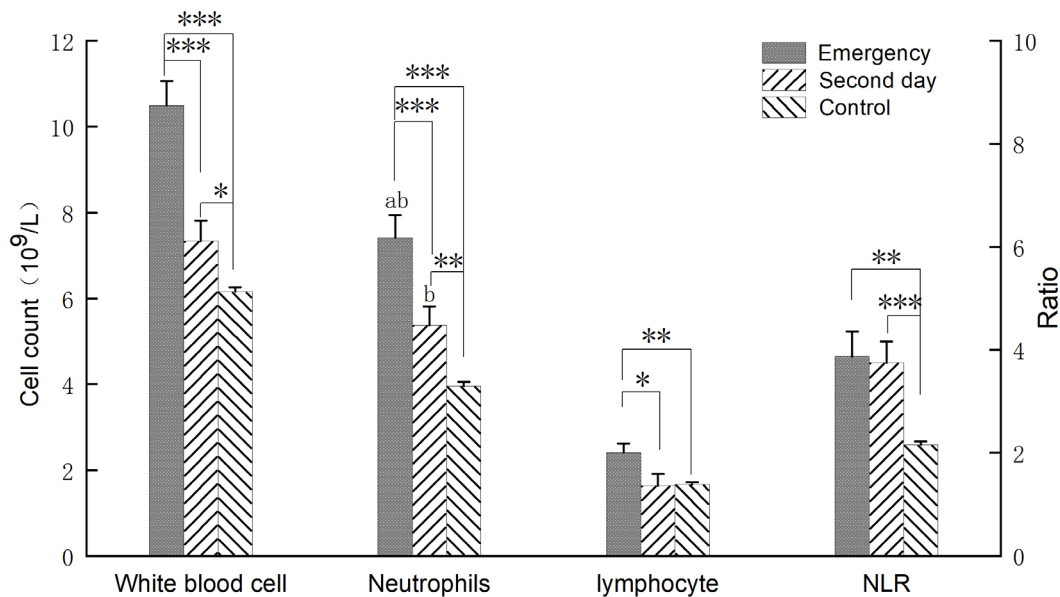 ***
***
*
***
***
ab
**
b
**
*
**
***
Emergency
Second day
Control
12
10
8
6
4
2
0
Cell count（10⁹/L）
10
8
6
4
2
0
Ratio
White blood cell
Neutrophils
lymphocyte
NLR